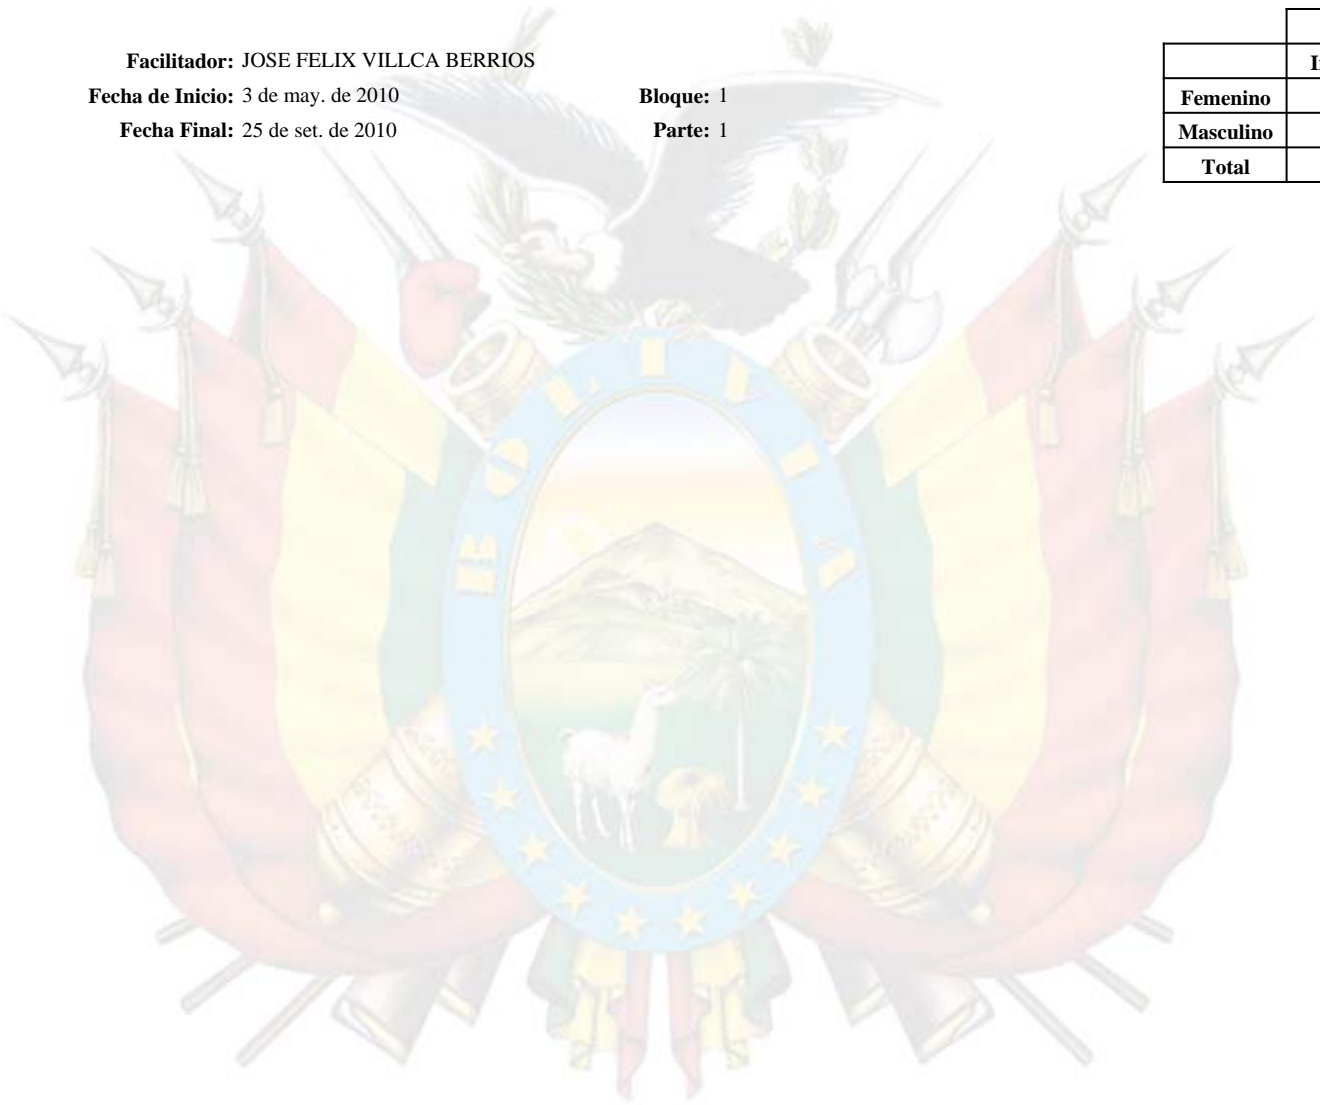 Facilitador: JOSE FELIX VILLCA BERRIOS
Fecha de Inicio: 3 de may. de 2010 Bloque: 1
Fecha Final: 25 de set. de 2010 Parte: 1
Femenino
Masculino
Total
BOLIVIA